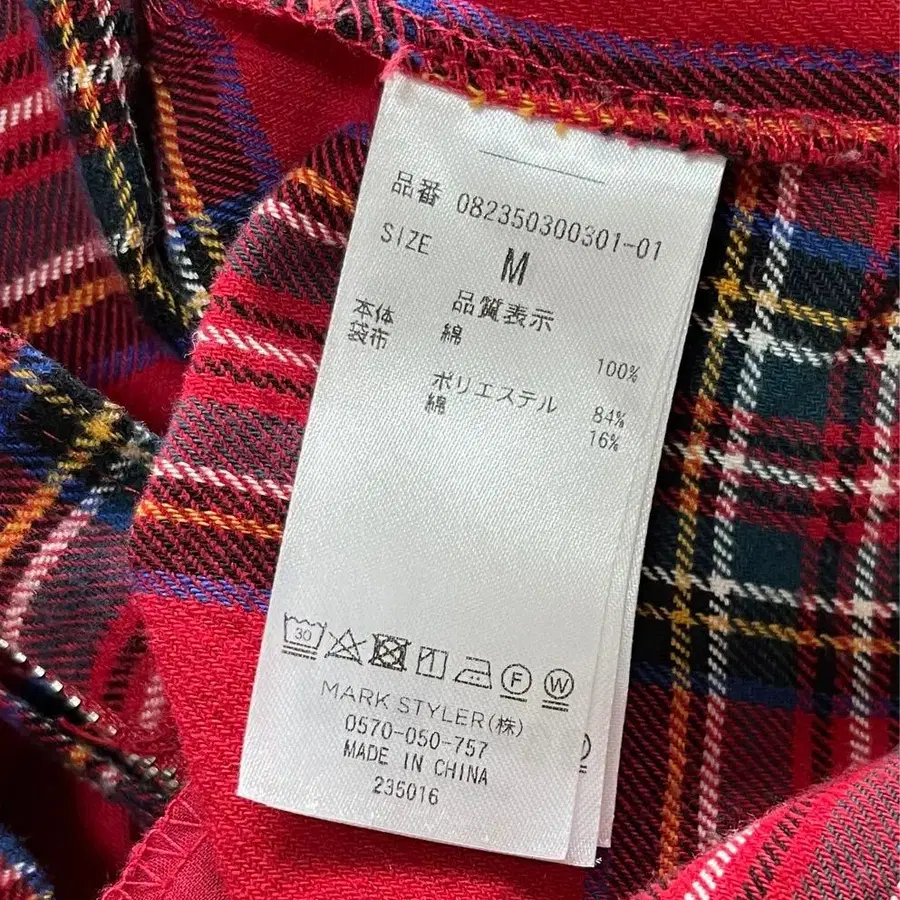 品番 082350300301-01
SIZE M
品質表示
本体 綿 100%
袋布 ポリエステル 84%
綿 16%
30
F W
MARK STYLER(株)
0570-050-757
MADE IN CHINA
235016